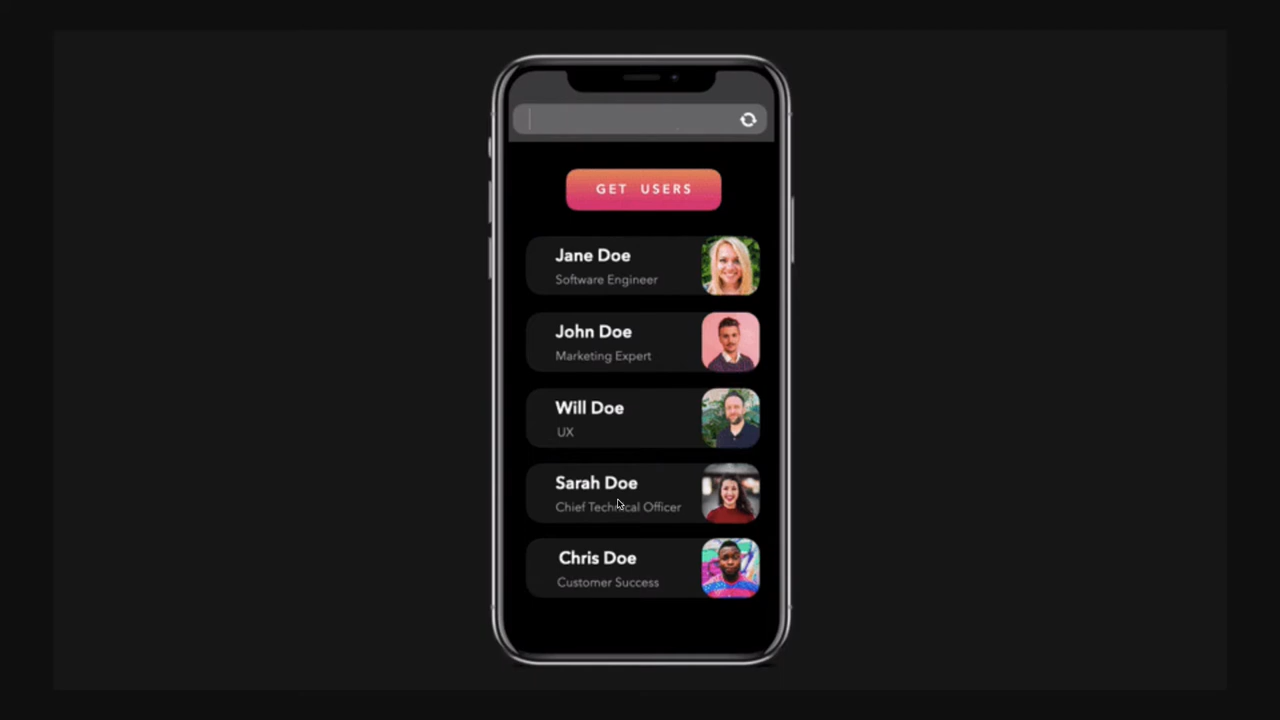 GET USERS
Jane Doe
Software Engineer
John Doe
Marketing Expert
Will Doe
UX
Sarah Doe
Chief Technical Officer
Chris Doe
Customer Success